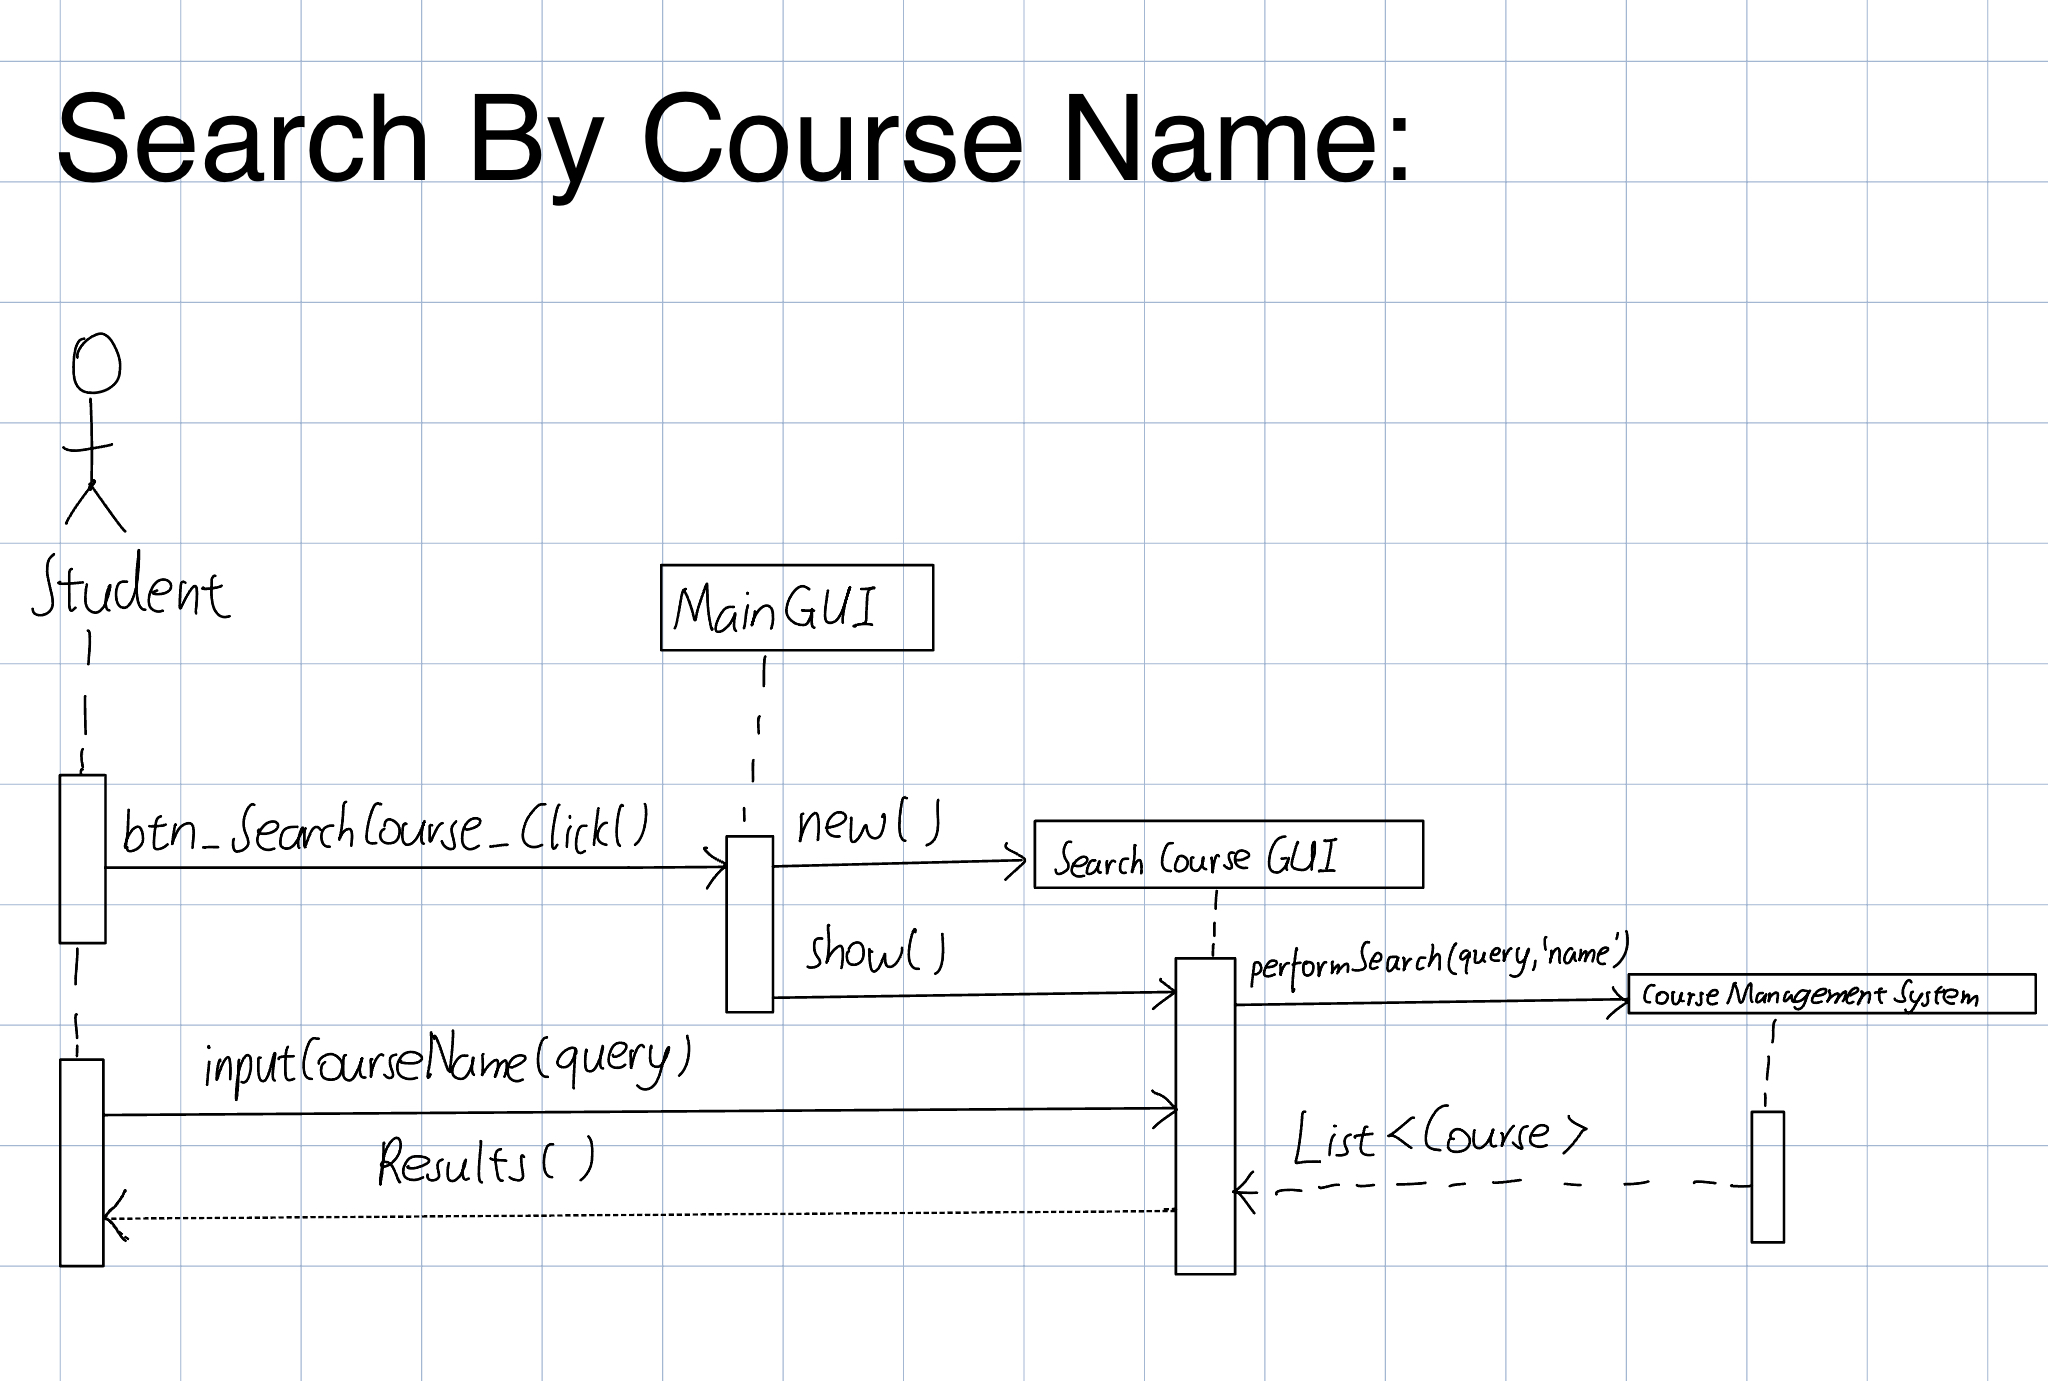 Search By Course Name:
Student
MainGUI
btn_SearchCourse_Click()
new()
Search Course GUI
show()
performSearch(query,'name')
Course Management System
inputCourseName(query)
List<Course>
Results()